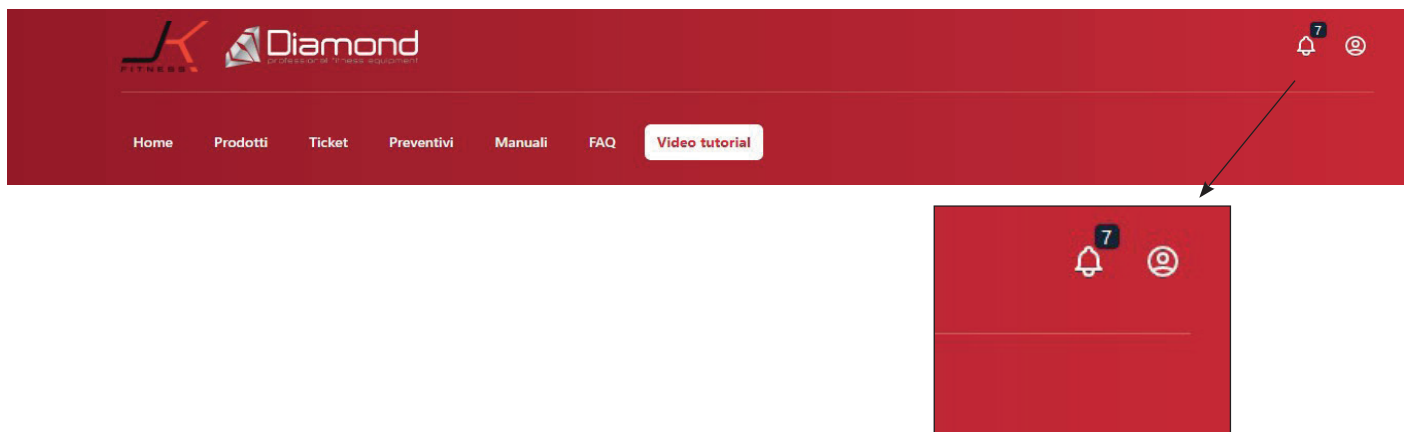 JK
FITNESS
Diamond
professional fitness equipment
7
Home Prodotti Ticket Preventivi Manuali FAQ Video tutorial
7